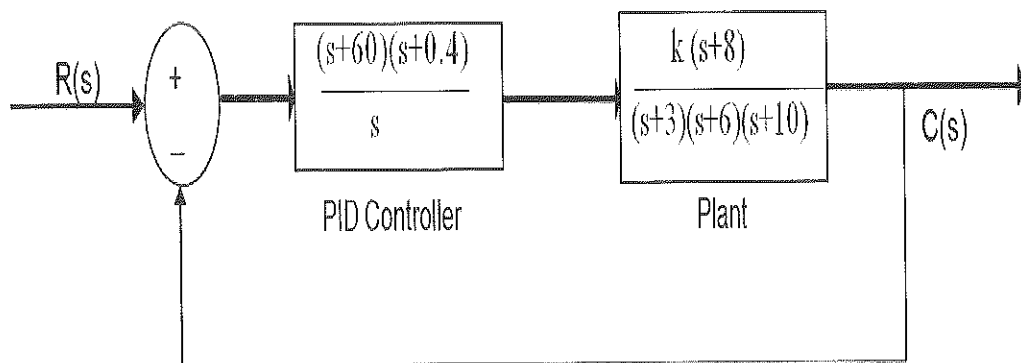 R(s)
+
−
(s+60)(s+0.4)
s
PID Controller
k(s+8)
(s+3)(s+6)(s+10)
Plant
C(s)